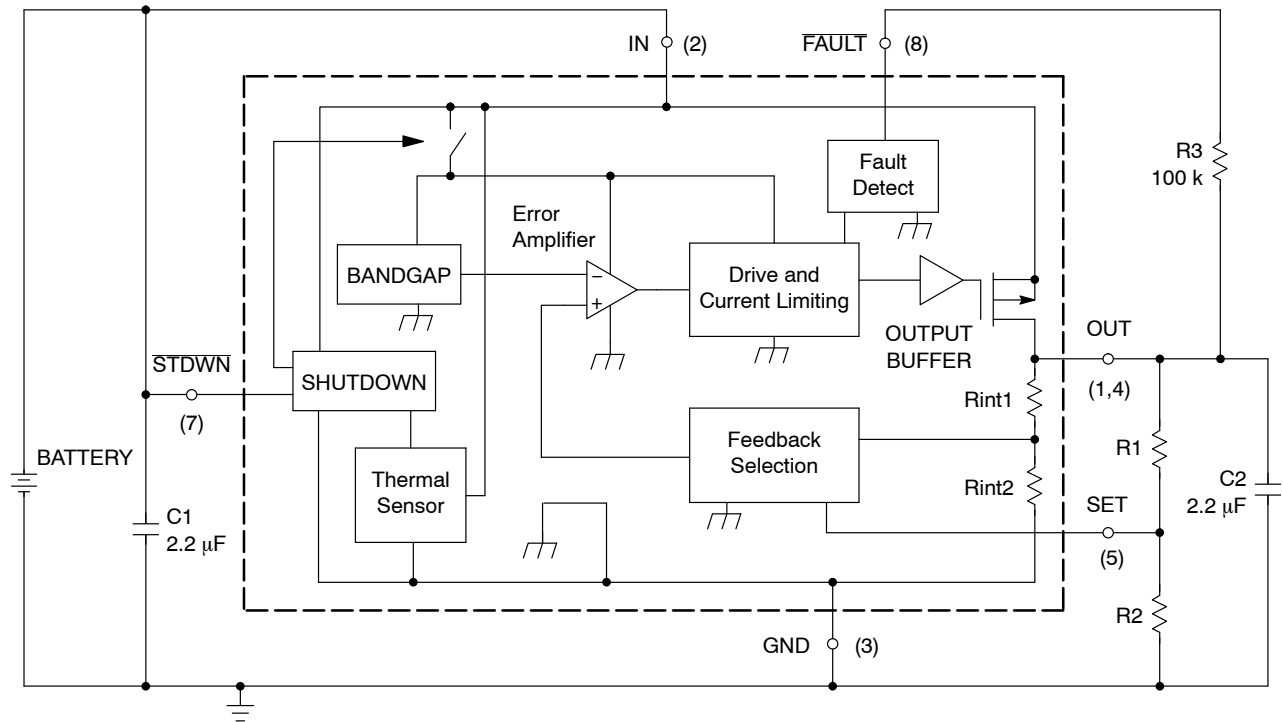 IN (2) FAULT (8)
R3
100 k
Fault
Detect
Error
Amplifier
BANDGAP
Drive and
Current Limiting
OUTPUT
BUFFER
OUT
(1,4)
STDWN
(7)
SHUTDOWN
Rint1
Feedback
Selection
R1
BATTERY
Thermal
Sensor
Rint2
C2
2.2 μF
SET
(5)
C1
2.2 μF
R2
GND (3)
− +